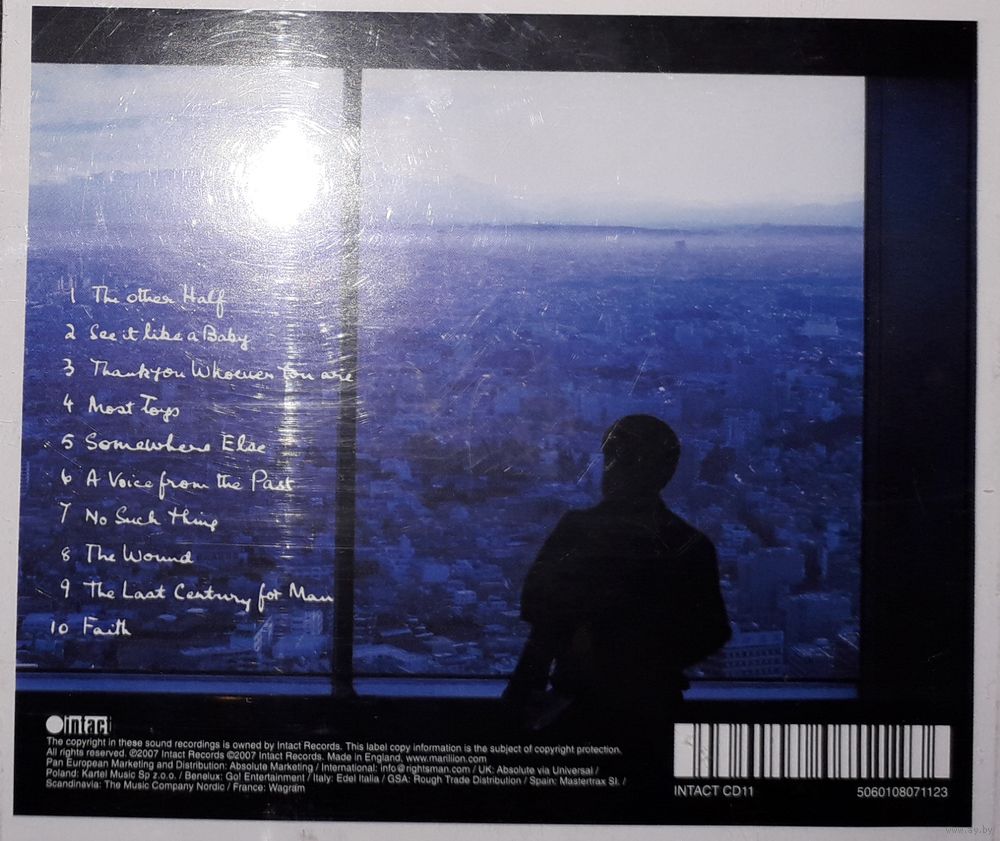 1 The other Half
2 See it like a Baby
3 Thankyou Whoever You are
4 Most Toys
5 Somewhere Else
6 A Voice from the Past
7 No Such thing
8 The Wound
9 The Last Century for Man
10 Faith
intact
The copyright in these sound recordings is owned by Intact Records. This label copy information is the subject of copyright protection.
All rights reserved. ℗2007 Intact Records ©2007 Intact Records. Made in England. www.marillion.com
Pan European Marketing and Distribution: Absolute Marketing / International: info@rightsman.com / UK: Absolute via Universal /
Poland: Kartel Music Sp z.o.o. / Benelux: Go! Entertainment / Italy: Edel Italia / GSA: Rough Trade Distribution / Spain: Mastertrax Sl. /
Scandinavia: The Music Company Nordic / France: Wagram
INTACT CD11 5060108071123
www.ay.by